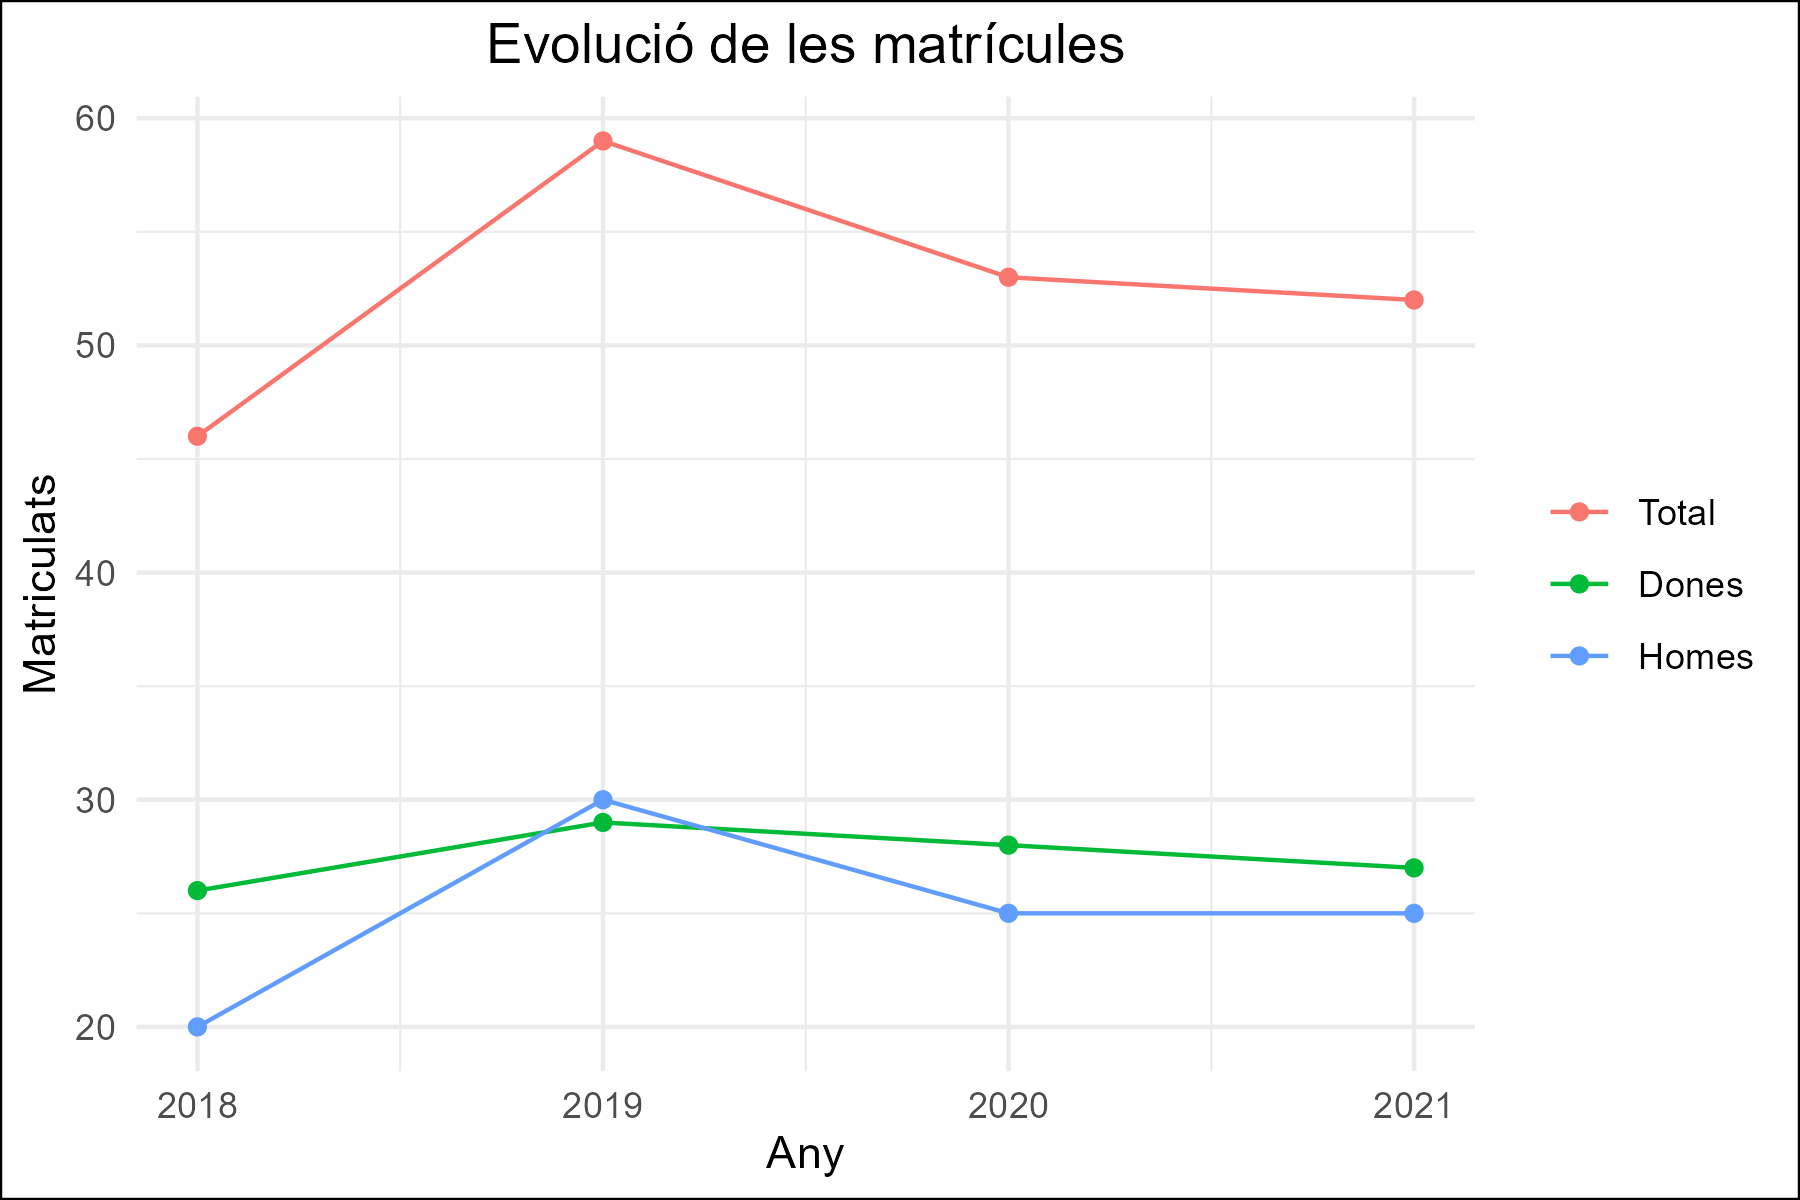 Evolució de les matrícules
60
50
40
30
20
Matriculats
2018 2019 2020 2021
Any
Total
Dones
Homes